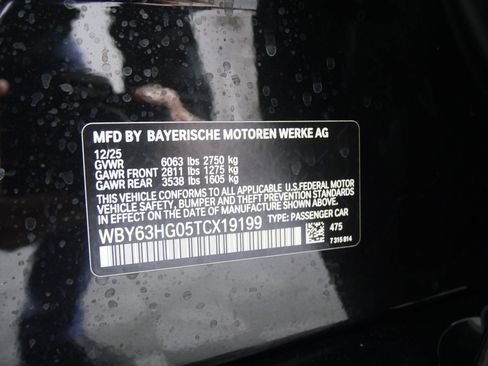 MFD BY BAYERISCHE MOTOREN WERKE AG
12/25
GVWR 6063 lbs 2750 kg
GAWR FRONT 2811 lbs 1275 kg
GAWR REAR 3538 lbs 1605 kg
THIS VEHICLE CONFORMS TO ALL APPLICABLE U.S.FEDERAL MOTOR
VEHICLE SAFETY, BUMPER AND THEFT PREVENTION STANDARDS
IN EFFECT ON THE DATE OF MANUFACTURE SHOWN ABOVE.
WBY63HG05TCX19199 TYPE: PASSENGER CAR
475
7 315 814